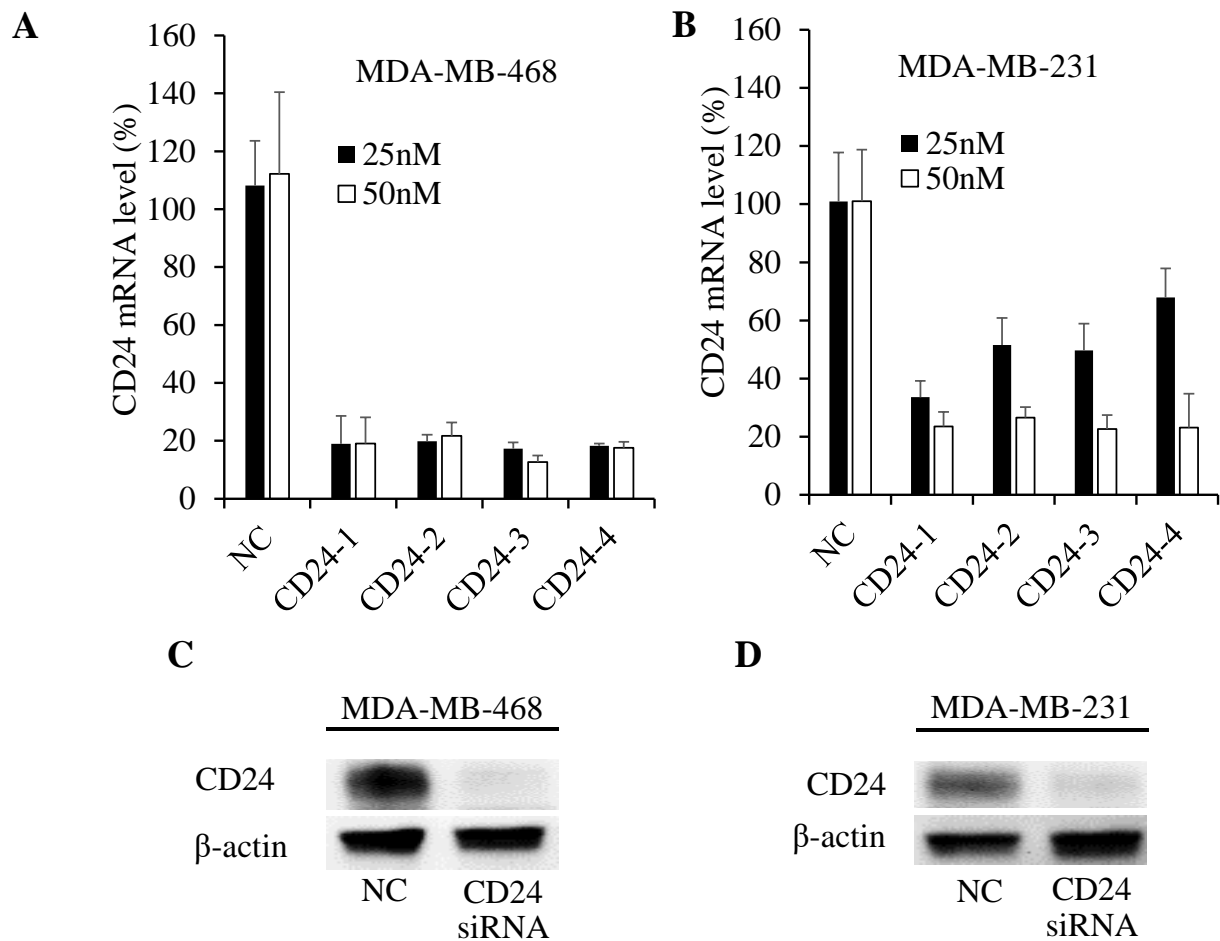 A
CD24 mRNA level (%)
160
140
120
100
80
60
40
20
0
MDA-MB-468
25nM
50nM
NC
CD24-1
CD24-2
CD24-3
CD24-4
B
CD24 mRNA level (%)
160
140
120
100
80
60
40
20
0
MDA-MB-231
25nM
50nM
NC
CD24-1
CD24-2
CD24-3
CD24-4
C
MDA-MB-468
CD24
β-actin
NC
CD24
siRNA
D
MDA-MB-231
CD24
β-actin
NC
CD24
siRNA